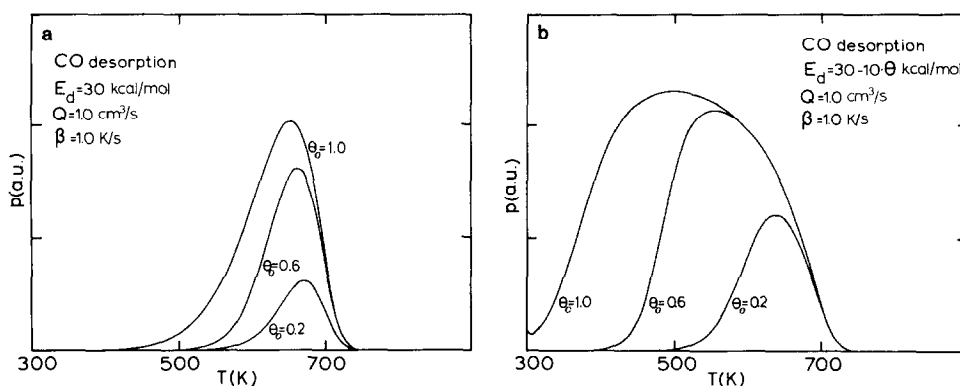 a
CO desorption
E_d=30 kcal/mol
Q=1.0 cm³/s
β=1.0 K/s
θ₀=1.0
θ₀=0.6
θ₀=0.2
p(a.u.)
300 500 700
T(K)
b
CO desorption
E_d=30-10·θ kcal/mol
Q=1.0 cm³/s
β=1.0 K/s
θ₀=1.0 θ₀=0.6 θ₀=0.2
p(a.u.)
300 500 700
T(K)